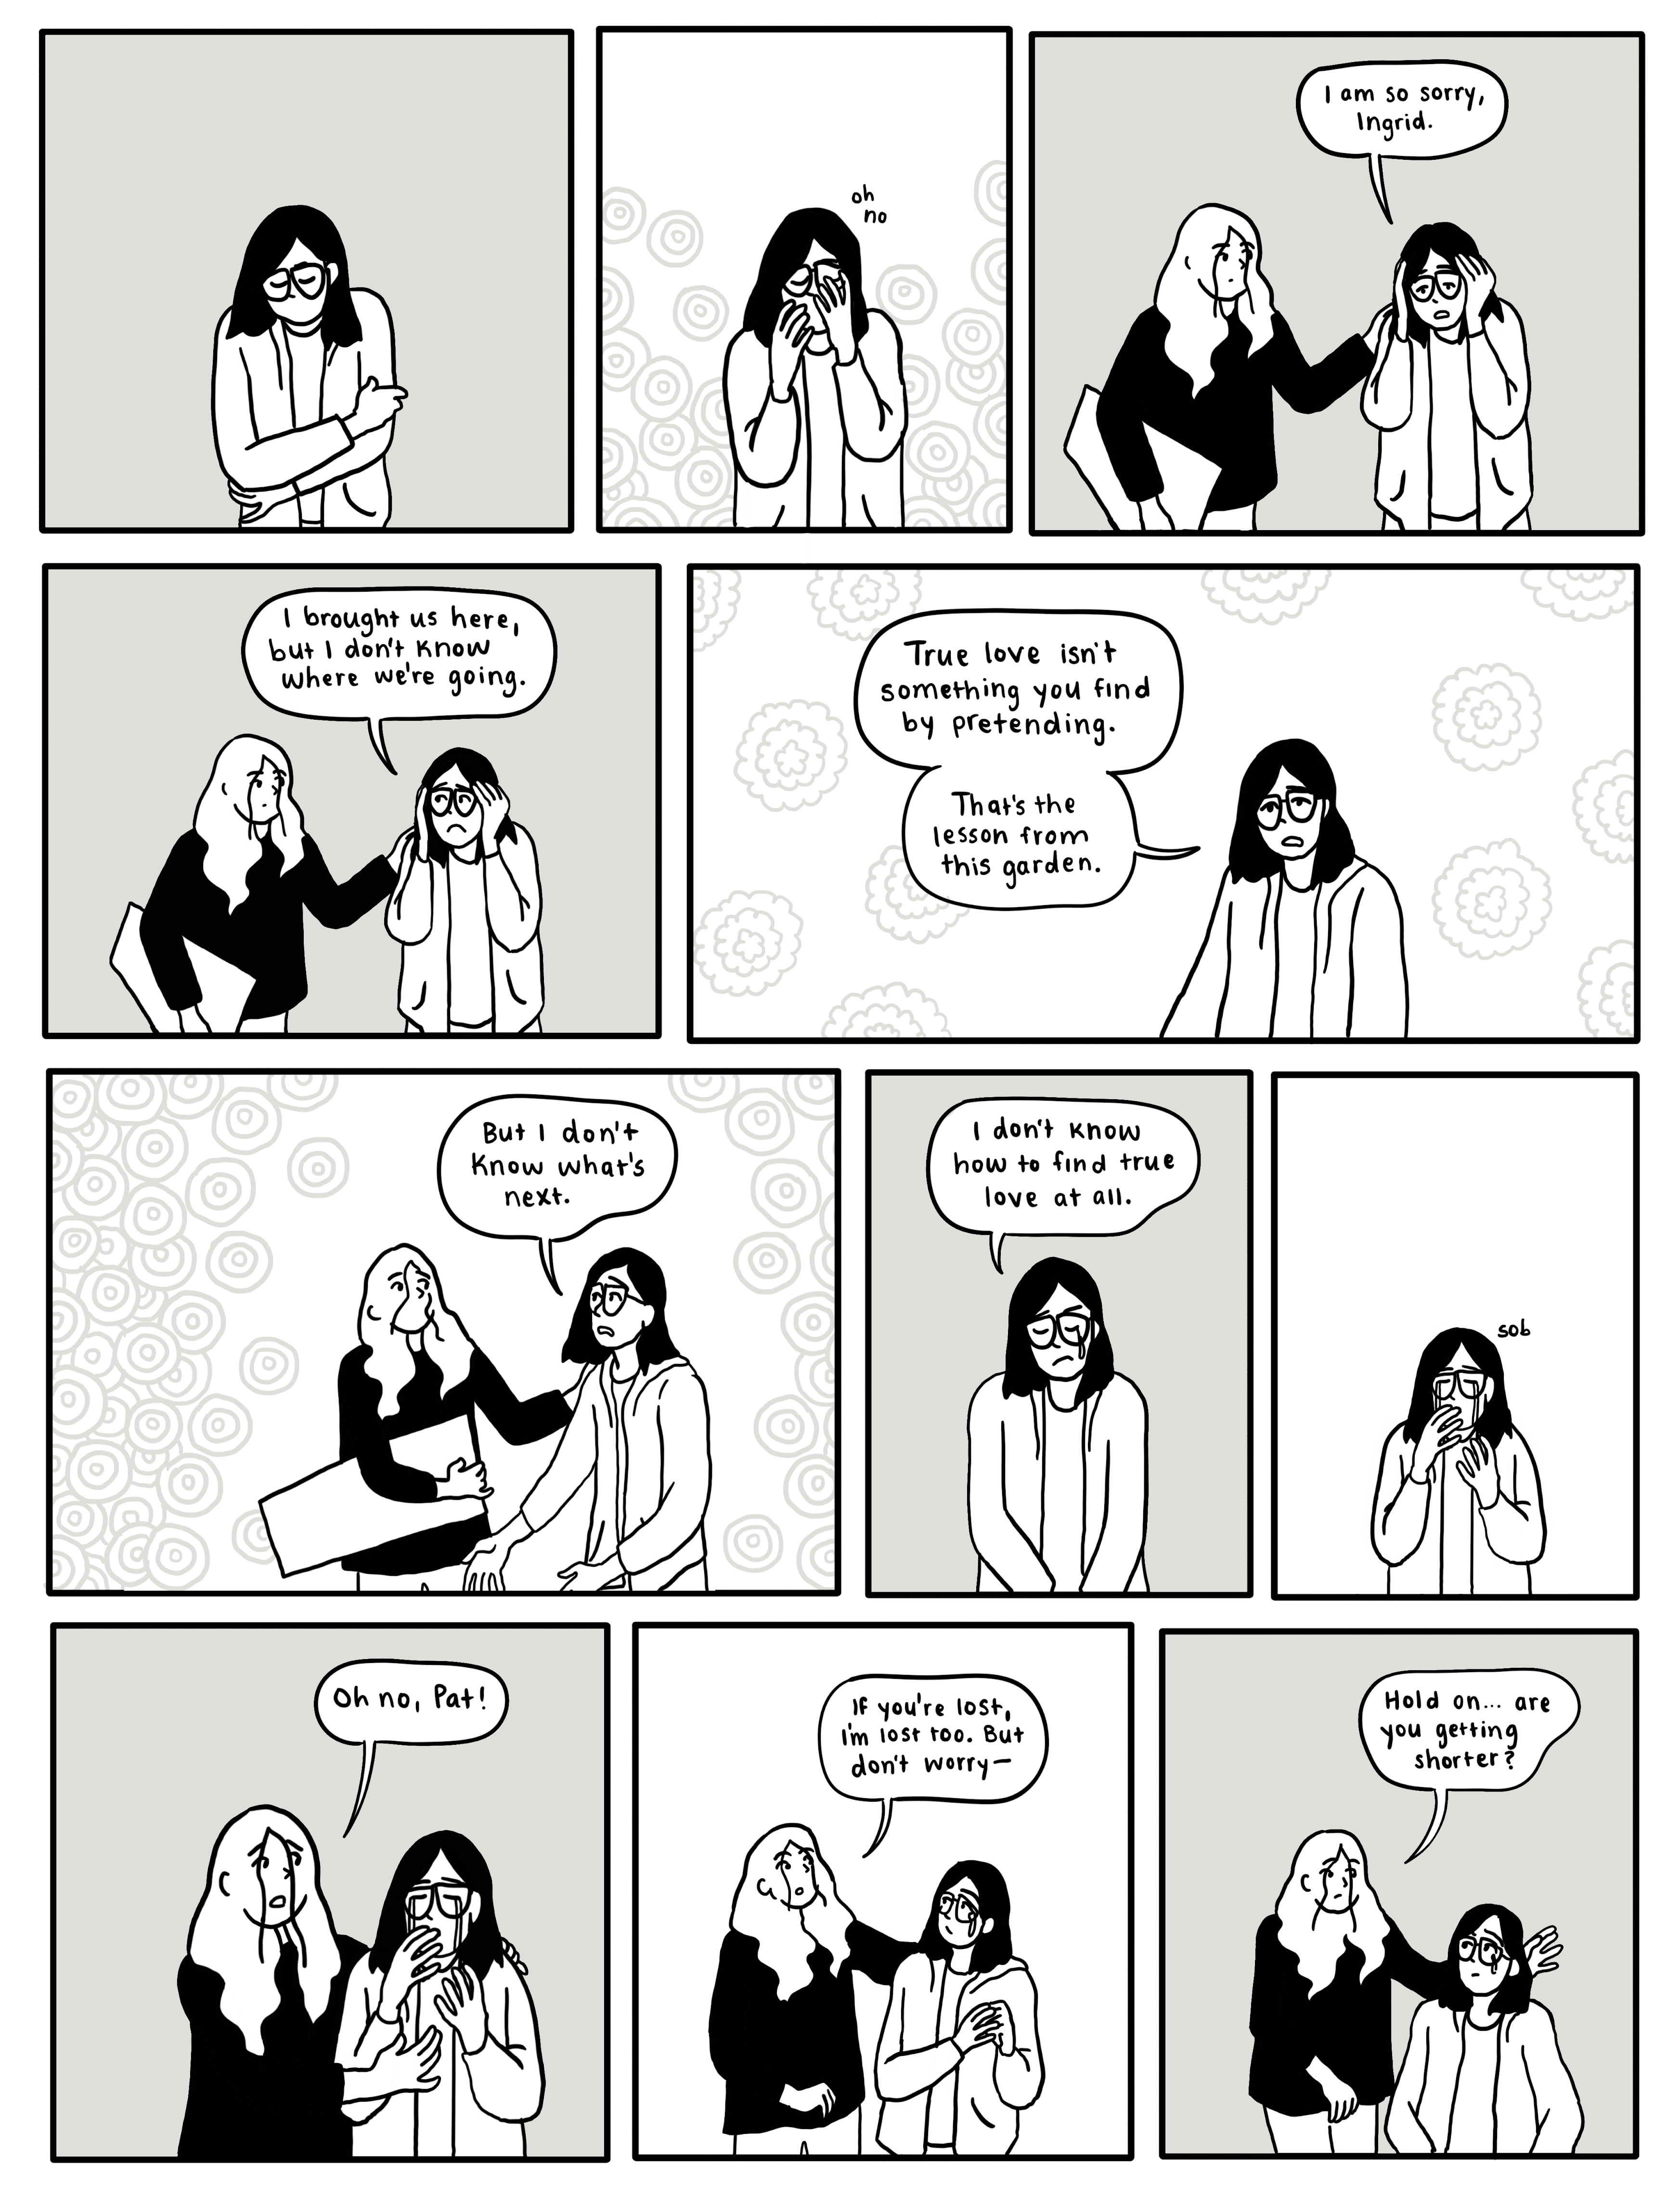 oh
no
I am so sorry,
Ingrid.
I brought us here,
but I don't know
where we're going.
True love isn't
something you find
by pretending.
That's the
lesson from
this garden.
But I don't
know what's
next.
I don't know
how to find true
love at all.
sob
Oh no, Pat!
If you're lost,
I'm lost too. But
don't worry—
Hold on... are
you getting
shorter?